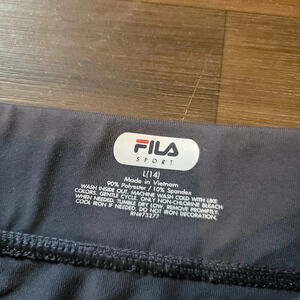 FILA
SPORT
L(14)
Made in Vietnam
90% Polyester / 10% Spandex
WASH INSIDE OUT. MACHINE WASH COLD WITH LIKE
COLORS. GENTLE CYCLE. ONLY NON-CHLORINE BLEACH
WHEN NEEDED. TUMBLE DRY LOW. REMOVE PROMPTLY.
COOL IRON IF NEEDED. DO NOT IRON DECORATION.
RN#73277